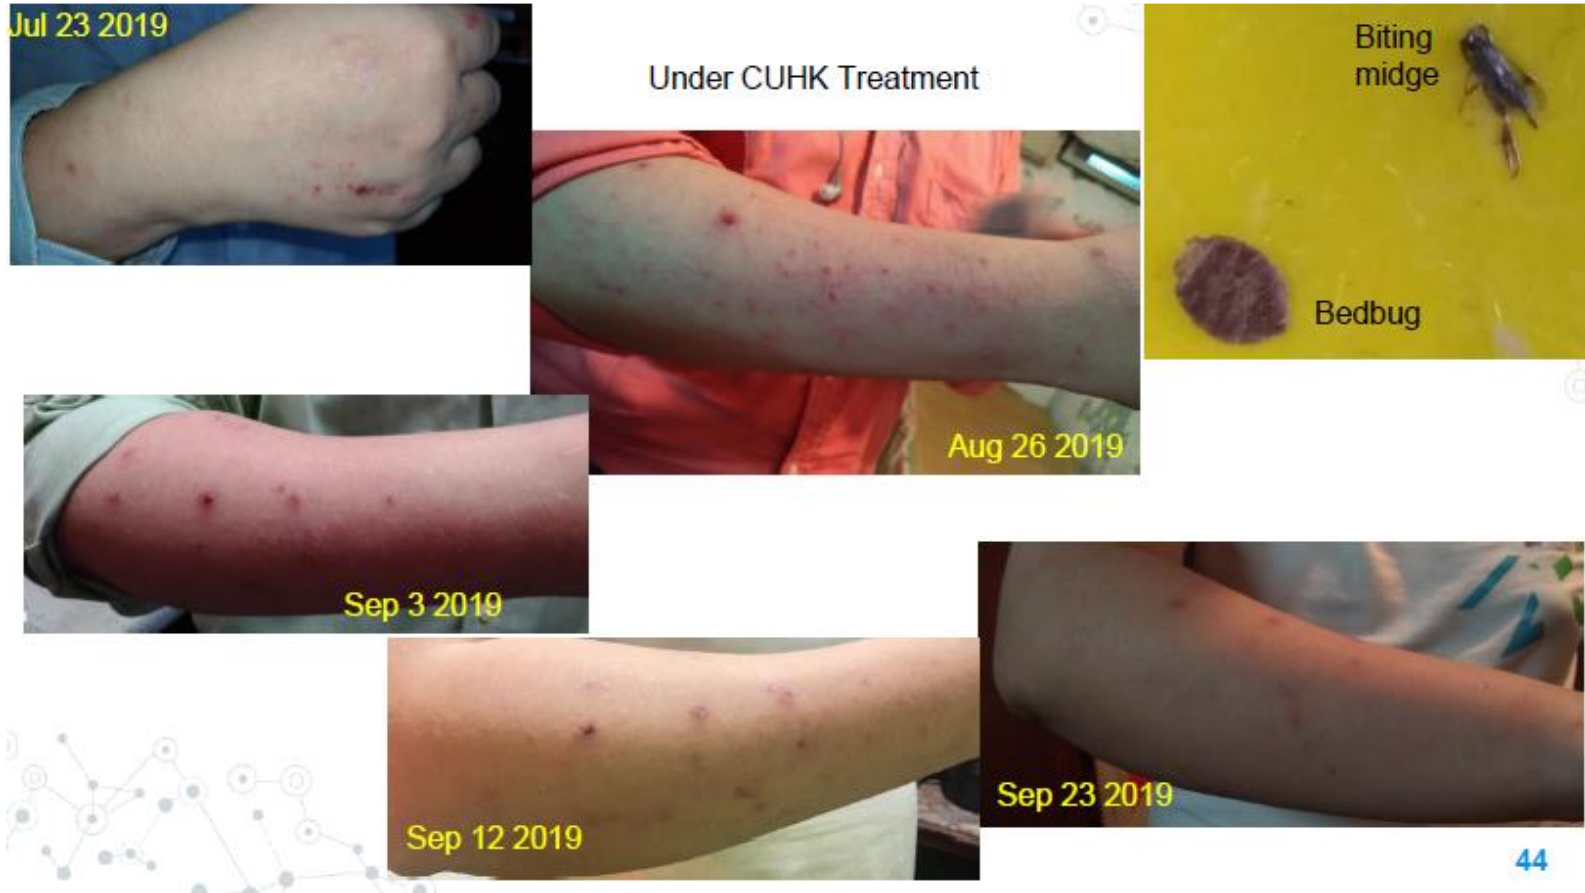 Jul 23 2019
Under CUHK Treatment
Biting
midge
Bedbug
Aug 26 2019
Sep 3 2019
Sep 12 2019
Sep 23 2019
44